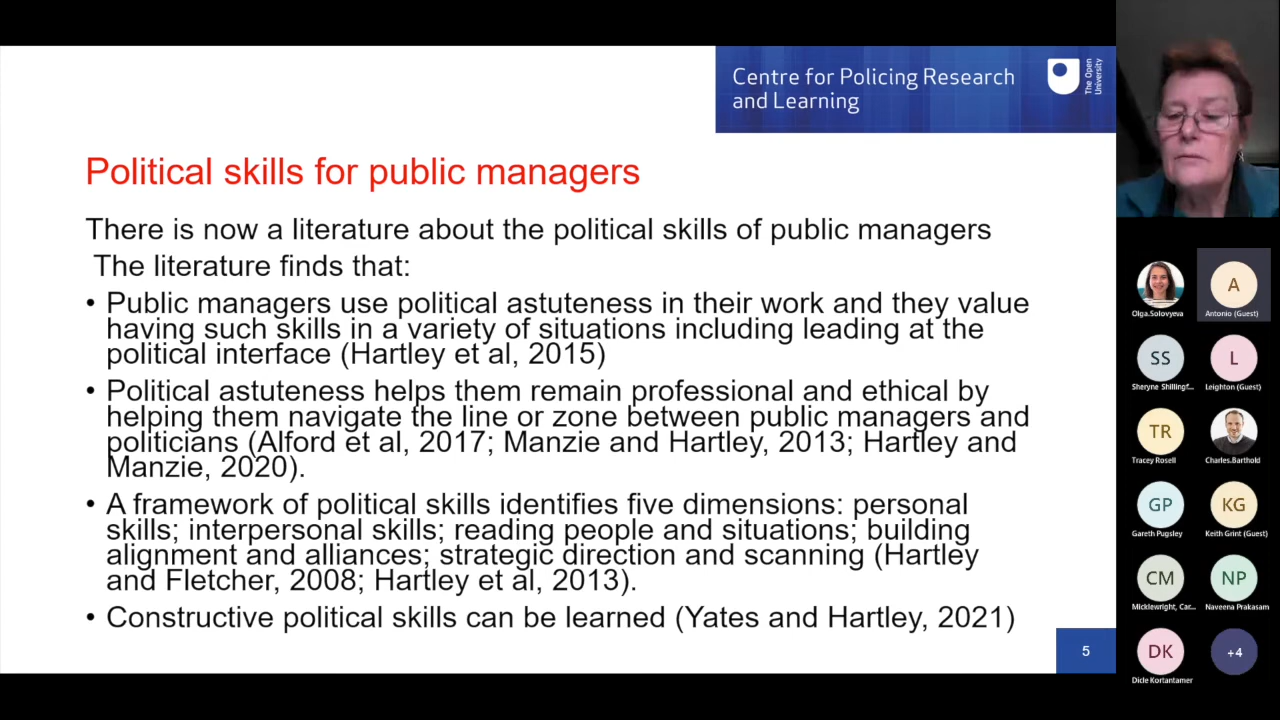 Centre for Policing Research
and Learning
The Open
University
Political skills for public managers
There is now a literature about the political skills of public managers
The literature finds that:
• Public managers use political astuteness in their work and they value
having such skills in a variety of situations including leading at the
political interface (Hartley et al, 2015)
• Political astuteness helps them remain professional and ethical by
helping them navigate the line or zone between public managers and
politicians (Alford et al, 2017; Manzie and Hartley, 2013; Hartley and
Manzie, 2020).
• A framework of political skills identifies five dimensions: personal
skills; interpersonal skills; reading people and situations; building
alignment and alliances; strategic direction and scanning (Hartley
and Fletcher, 2008; Hartley et al, 2013).
• Constructive political skills can be learned (Yates and Hartley, 2021)
5
Olga.Solovyeva
A
Antonio (Guest)
SS
Sheryne Shillingf...
L
Leighton (Guest)
TR
Tracey Rosell
Charles.Barthold
GP
Gareth Pugsley
KG
Keith Grint (Guest)
CM
Micklewright, Car...
NP
Naveena Prakasam
DK
Dicle Kortantamer
+4